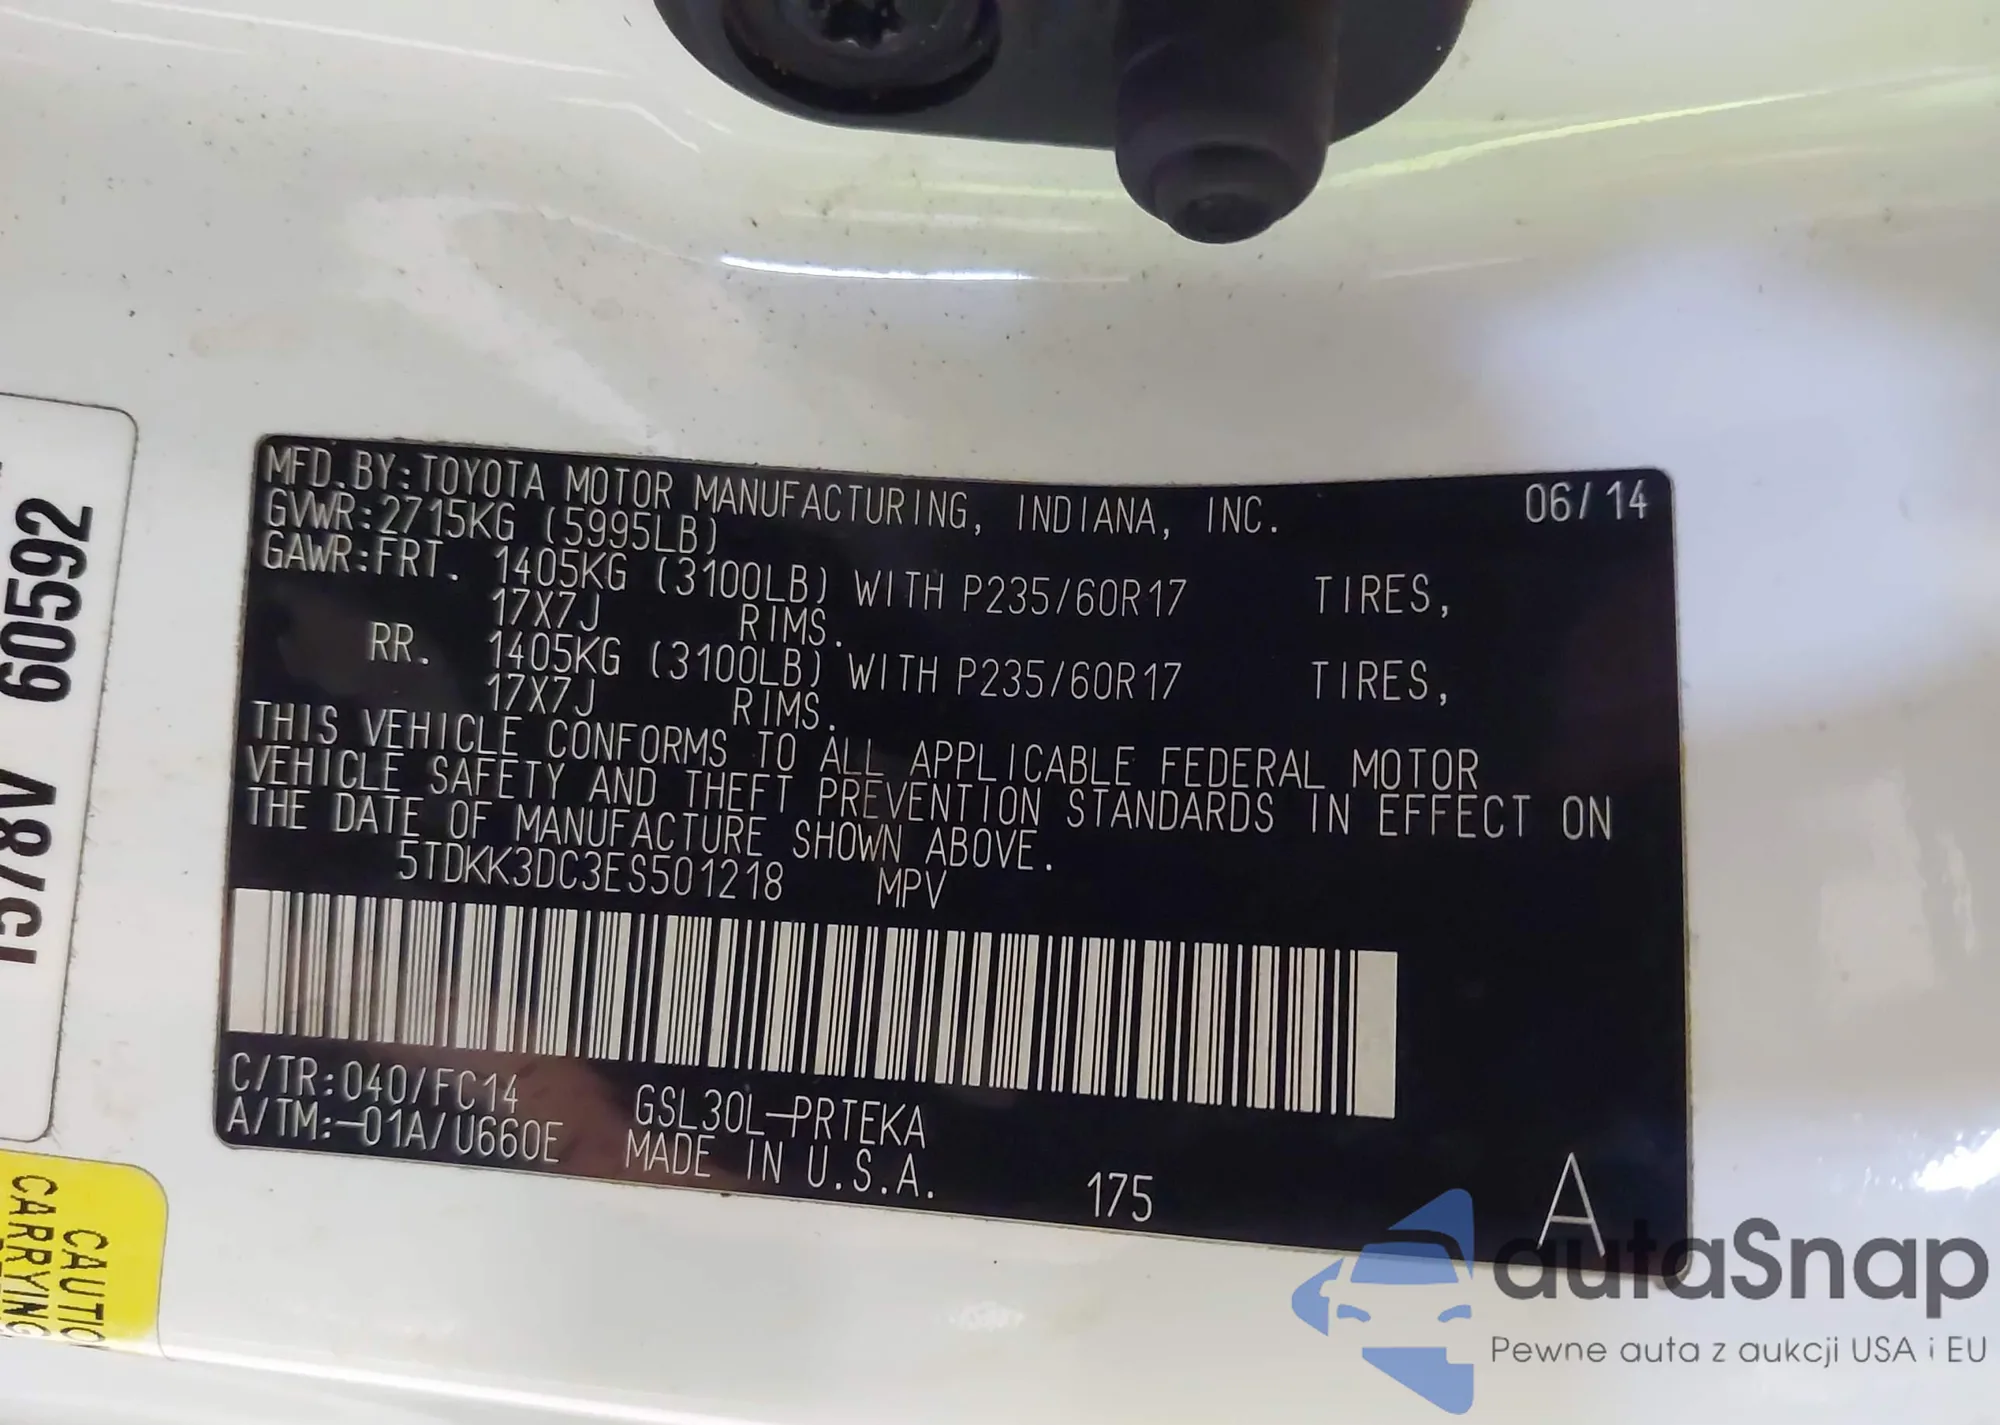 MFD.BY:TOYOTA MOTOR MANUFACTURING, INDIANA, INC. 06/14
GVWR:2715KG (5995LB)
GAWR:FRT. 1405KG (3100LB) WITH P235/60R17 TIRES,
17X7J RIMS.
RR. 1405KG (3100LB) WITH P235/60R17 TIRES,
17X7J RIMS.
THIS VEHICLE CONFORMS TO ALL APPLICABLE FEDERAL MOTOR
VEHICLE SAFETY AND THEFT PREVENTION STANDARDS IN EFFECT ON
THE DATE OF MANUFACTURE SHOWN ABOVE.
5TDKK3DC3ES501218 MPV
C/TR:040/FC14 GSL30L-PRTEKA
A/TM:-01A/U660E MADE IN U.S.A. 175 A
60592
CAUTIO
CARRYING
autaSnap
Pewne auta z aukcji USA i EU